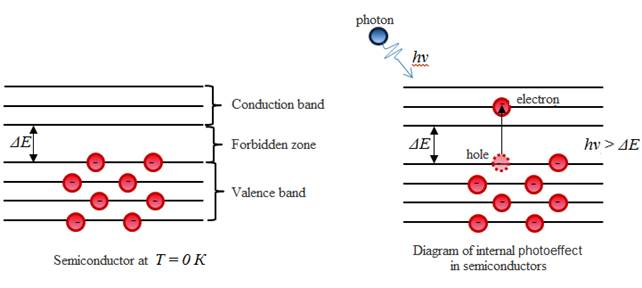 photon
hν
Conduction band
ΔE
Forbidden zone
Valence band
Semiconductor at T = 0 K
electron
ΔE
hole
hν > ΔE
Diagram of internal photoeffect
in semiconductors